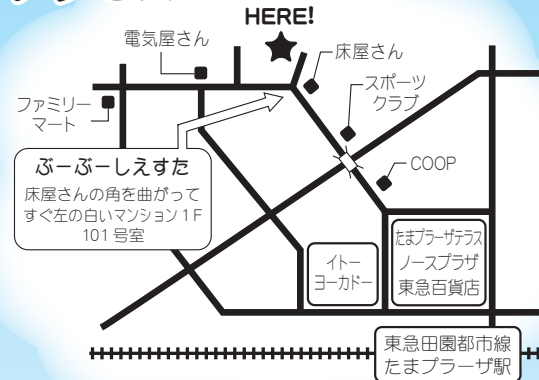 HERE!
電気屋さん
床屋さん
スポーツ
クラブ
ファミリー
マート
ぶーぶーしえすた
床屋さんの角を曲がって
すぐ左の白いマンション1F
101号室
COOP
たまプラーザテラス
ノースプラザ
東急百貨店
イトー
ヨーカドー
東急田園都市線
たまプラーザ駅